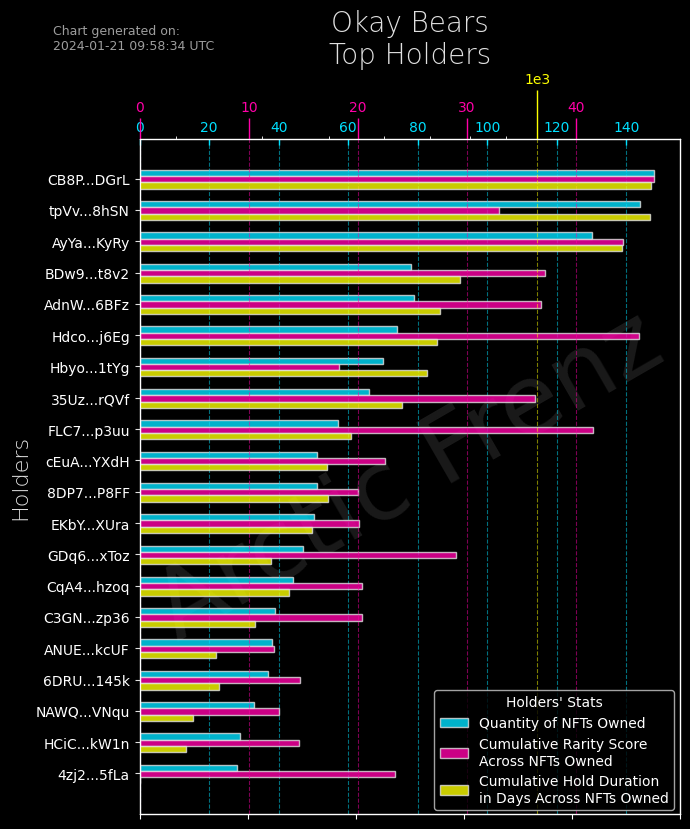 Okay Bears
Top Holders
Chart generated on:
2024-01-21 09:58:34 UTC
1e3
0 10 20 30 40
0 20 40 60 80 100 120 140
Holders
CB8P...DGrL
tpVv...8hSN
AyYa...KyRy
BDw9...t8v2
AdnW...6BFz
Hdco...j6Eg
Hbyo...1tYg
35Uz...rQVf
FLC7...p3uu
cEuA...YXdH
8DP7...P8FF
EKbY...XUra
GDq6...xToz
CqA4...hzoq
C3GN...zp36
ANUE...kcUF
6DRU...145k
NAWQ...VNqu
HCiC...kW1n
4zj2...5fLa
Arctic Frenz
Holders' Stats
Quantity of NFTs Owned
Cumulative Rarity Score
Across NFTs Owned
Cumulative Hold Duration
in Days Across NFTs Owned